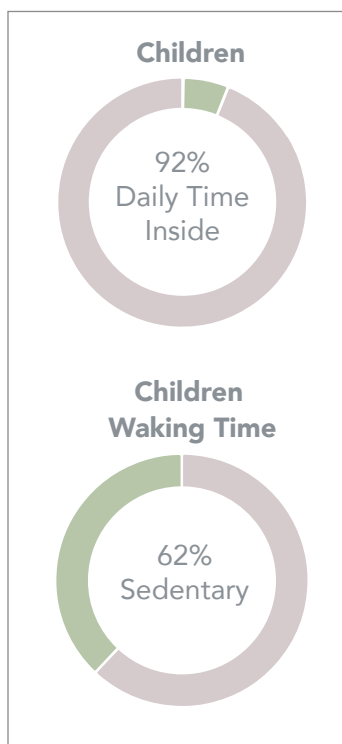 Children
92%
Daily Time
Inside
Children
Waking Time
62%
Sedentary